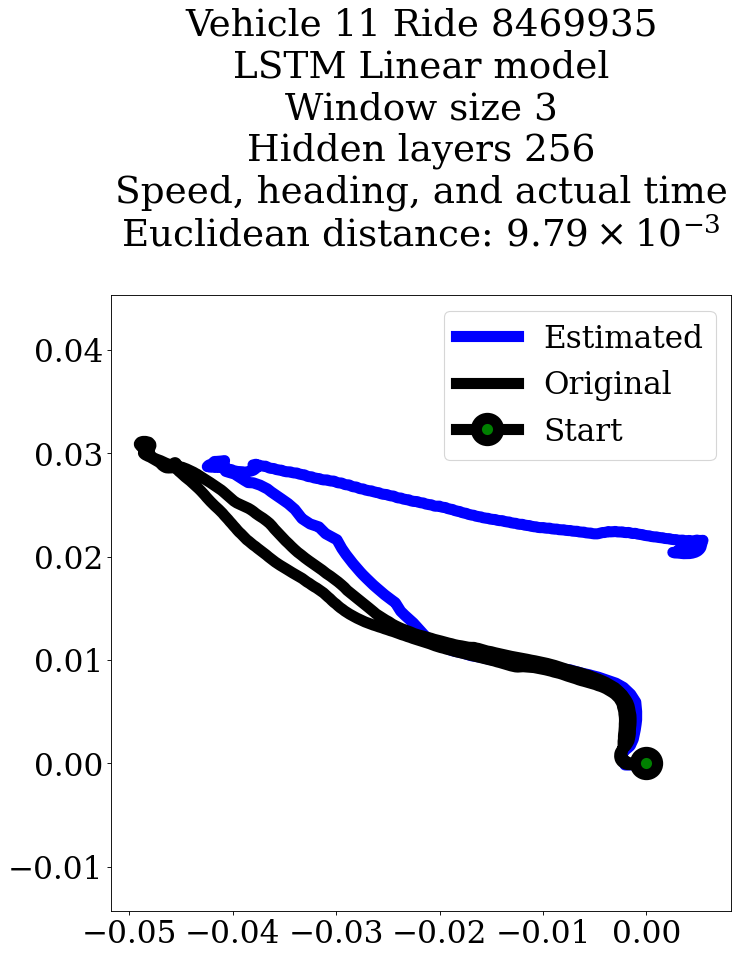 Vehicle 11 Ride 8469935
LSTM Linear model
Window size 3
Hidden layers 256
Speed, heading, and actual time
Euclidean distance: 9.79 × 10⁻³
Estimated
Original
Start
0.04
0.03
0.02
0.01
0.00
−0.01
−0.05 −0.04 −0.03 −0.02 −0.01 0.00